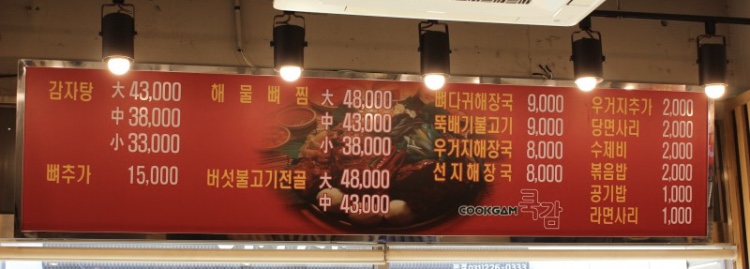 감자탕 大 43,000
中 38,000
小 33,000
뼈추가 15,000
해물뼈찜 大 48,000
中 43,000
小 38,000
버섯불고기전골 大 48,000
中 43,000
뼈다귀해장국 9,000
뚝배기불고기 9,000
우거지해장국 8,000
선지해장국 8,000
COOKGAM 쿡감
우거지추가 2,000
당면사리 2,000
수제비 2,000
볶음밥 2,000
공기밥 1,000
라면사리 1,000